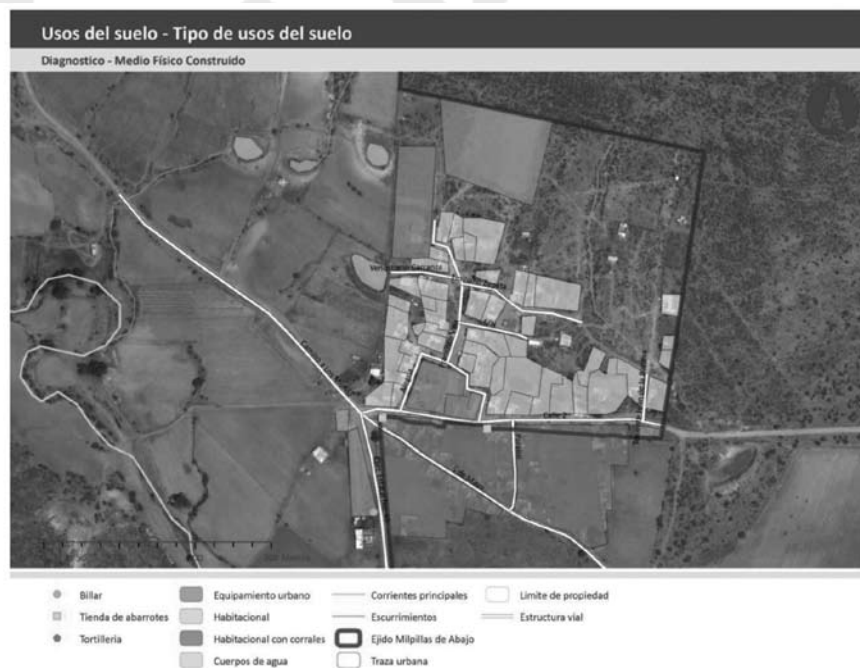 Usos del suelo - Tipo de usos del suelo
Diagnostico - Medio Físico Construido
Billar
Tienda de abarrotes
Tortilleria
Equipamiento urbano
Habitacional
Habitacional con corrales
Cuerpos de agua
Corrientes principales
Escurrimientos
Ejido Milpillas de Abajo
Traza urbana
Limite de propiedad
Estructura vial